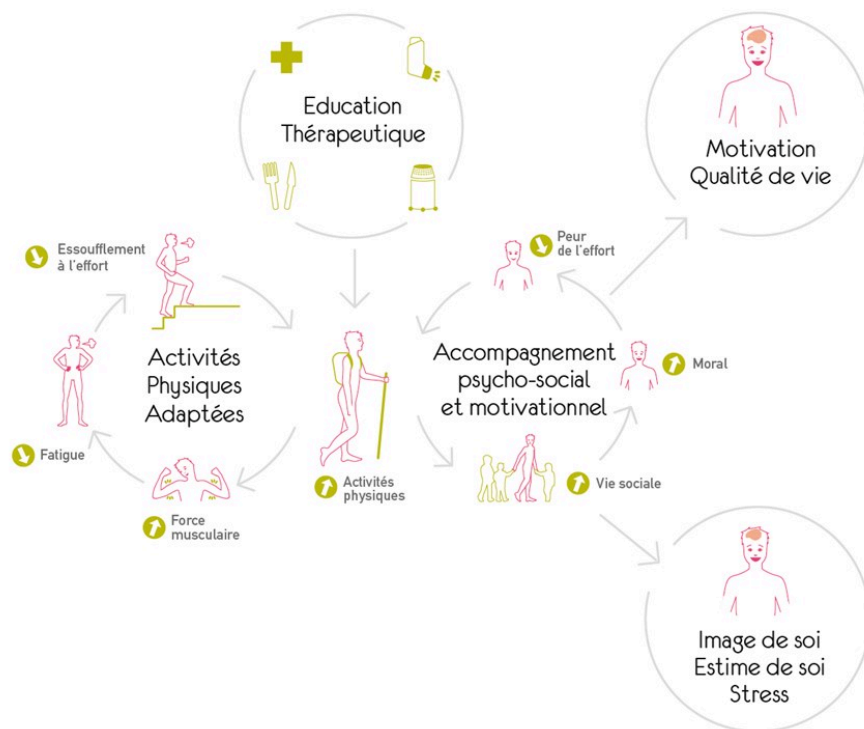 Education
Thérapeutique
Motivation
Qualité de vie
Essoufflement
à l'effort
Peur
de l'effort
Activités
Physiques
Adaptées
Accompagnement
psycho-social
et motivationnel
Moral
Fatigue
Force
musculaire
Activités
physiques
Vie sociale
Image de soi
Estime de soi
Stress